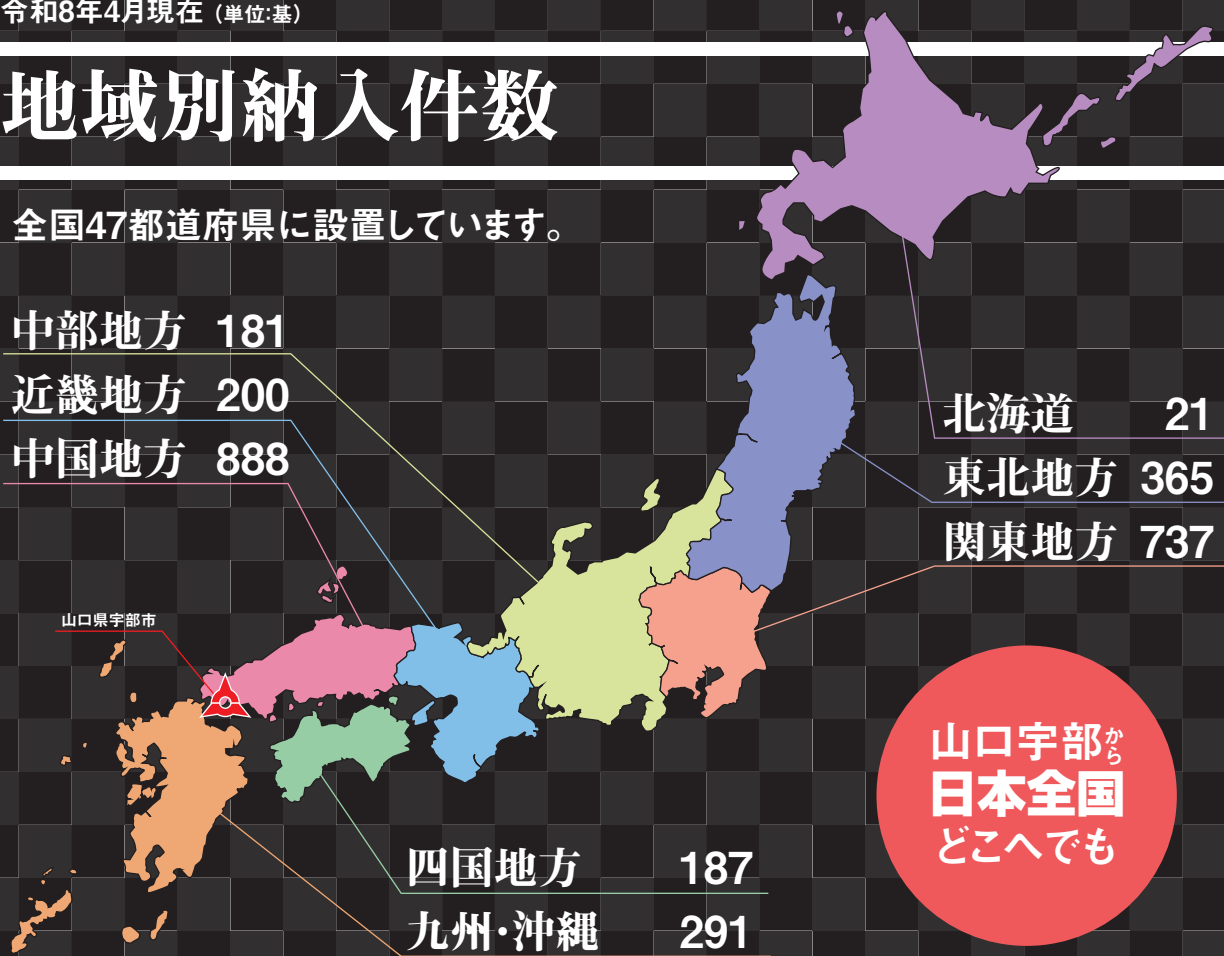 令和8年4月現在（単位:基）
地域別納入件数
全国47都道府県に設置しています。
中部地方 181
近畿地方 200
中国地方 888
北海道 21
東北地方 365
関東地方 737
山口県宇部市
山口宇部から
日本全国
どこへでも
四国地方 187
九州・沖縄 291